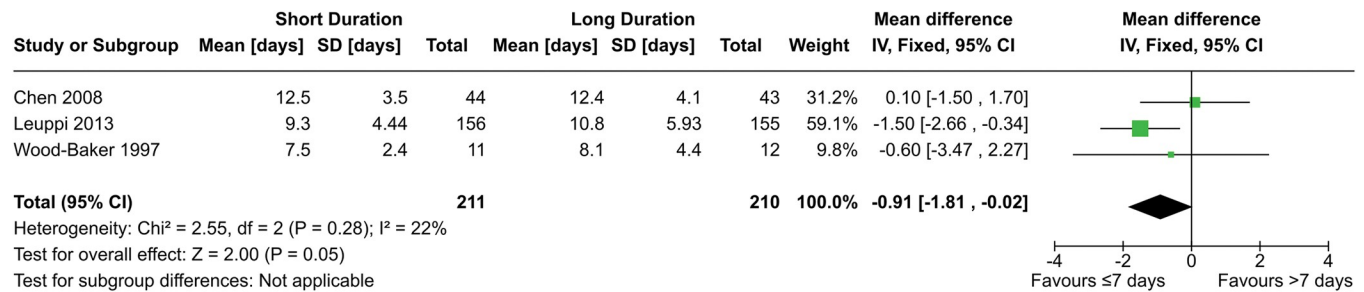 Short Duration Long Duration Mean difference Mean difference
Study or Subgroup Mean [days] SD [days] Total Mean [days] SD [days] Total Weight IV, Fixed, 95% CI IV, Fixed, 95% CI
Chen 2008 12.5 3.5 44 12.4 4.1 43 31.2% 0.10 [-1.50 , 1.70]
Leuppi 2013 9.3 4.44 156 10.8 5.93 155 59.1% -1.50 [-2.66 , -0.34]
Wood-Baker 1997 7.5 2.4 11 8.1 4.4 12 9.8% -0.60 [-3.47 , 2.27]
Total (95% CI) 211 210 100.0% -0.91 [-1.81 , -0.02]
Heterogeneity: Chi² = 2.55, df = 2 (P = 0.28); I² = 22%
Test for overall effect: Z = 2.00 (P = 0.05)
Test for subgroup differences: Not applicable
-4 -2 0 2 4
Favours ≤7 days Favours >7 days